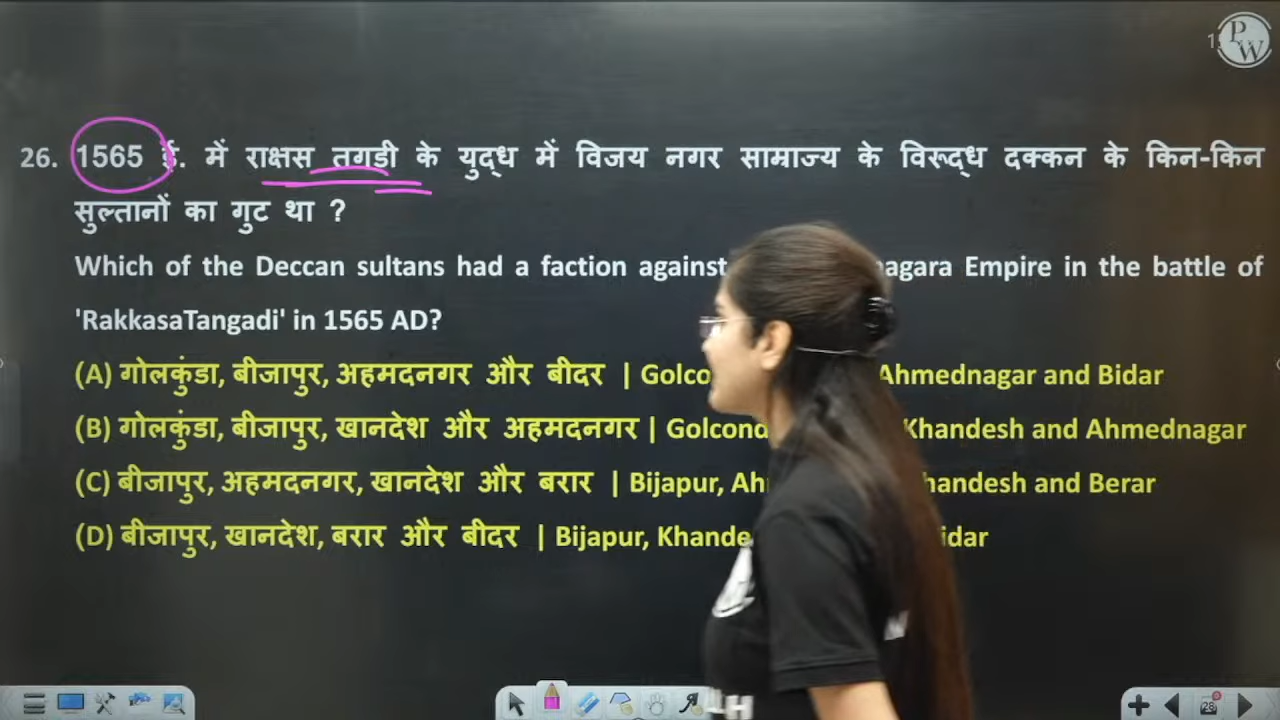 PW
26. 1565 ई. में राक्षस तगड़ी के युद्ध में विजय नगर साम्राज्य के विरूद्ध दक्कन के किन-किन
सुल्तानों का गुट था ?
Which of the Deccan sultans had a faction against nagara Empire in the battle of
'RakkasaTangadi' in 1565 AD?
(A) गोलकुंडा, बीजापुर, अहमदनगर और बीदर | Golco Ahmednagar and Bidar
(B) गोलकुंडा, बीजापुर, खानदेश और अहमदनगर | Golcond Khandesh and Ahmednagar
(C) बीजापुर, अहमदनगर, खानदेश और बरार | Bijapur, Ah handesh and Berar
(D) बीजापुर, खानदेश, बरार और बीदर | Bijapur, Khande idar
28